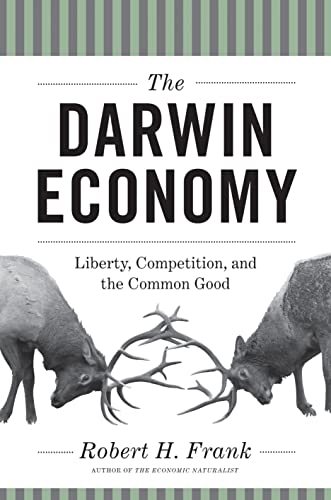 The
DARWIN
ECONOMY
Liberty, Competition, and
the Common Good
Robert H. Frank
AUTHOR OF THE ECONOMIC NATURALIST